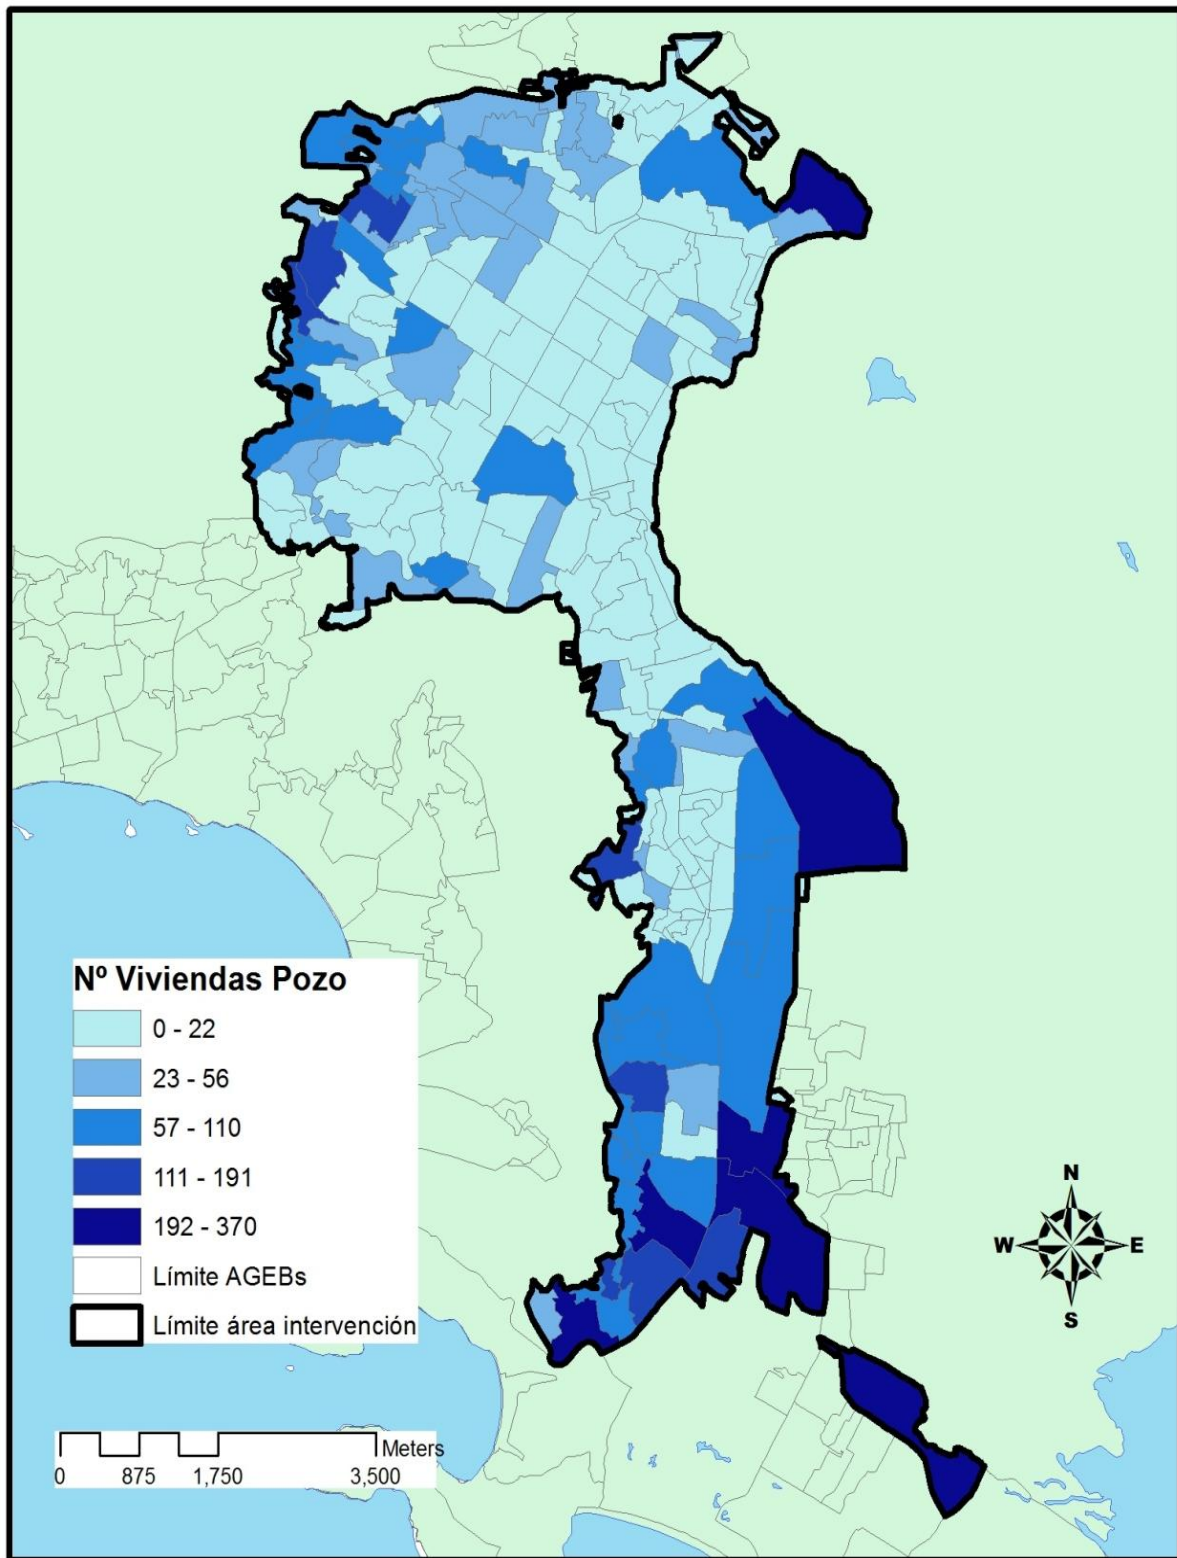 Nº Viviendas Pozo
0 - 22
23 - 56
57 - 110
111 - 191
192 - 370
Límite AGEBs
Límite área intervención
N
W E
S
Meters
0 875 1,750 3,500